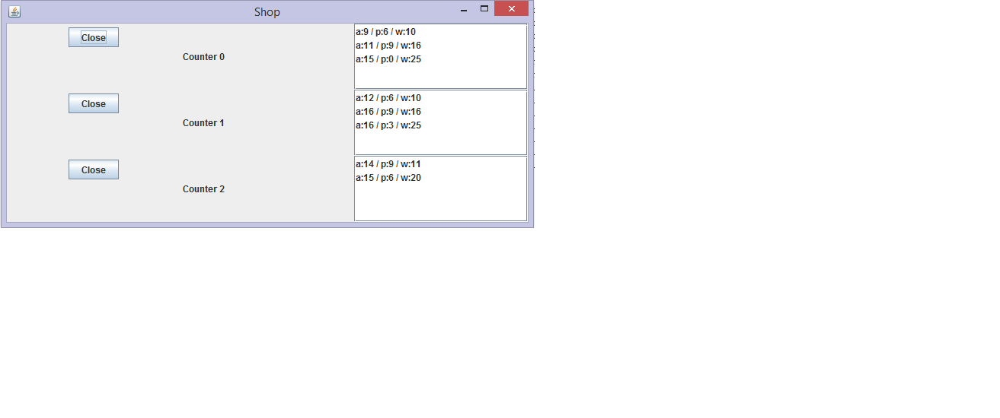 Shop
Close
Counter 0
a:9 / p:6 / w:10
a:11 / p:9 / w:16
a:15 / p:0 / w:25
Close
Counter 1
a:12 / p:6 / w:10
a:16 / p:9 / w:16
a:16 / p:3 / w:25
Close
Counter 2
a:14 / p:9 / w:11
a:15 / p:6 / w:20